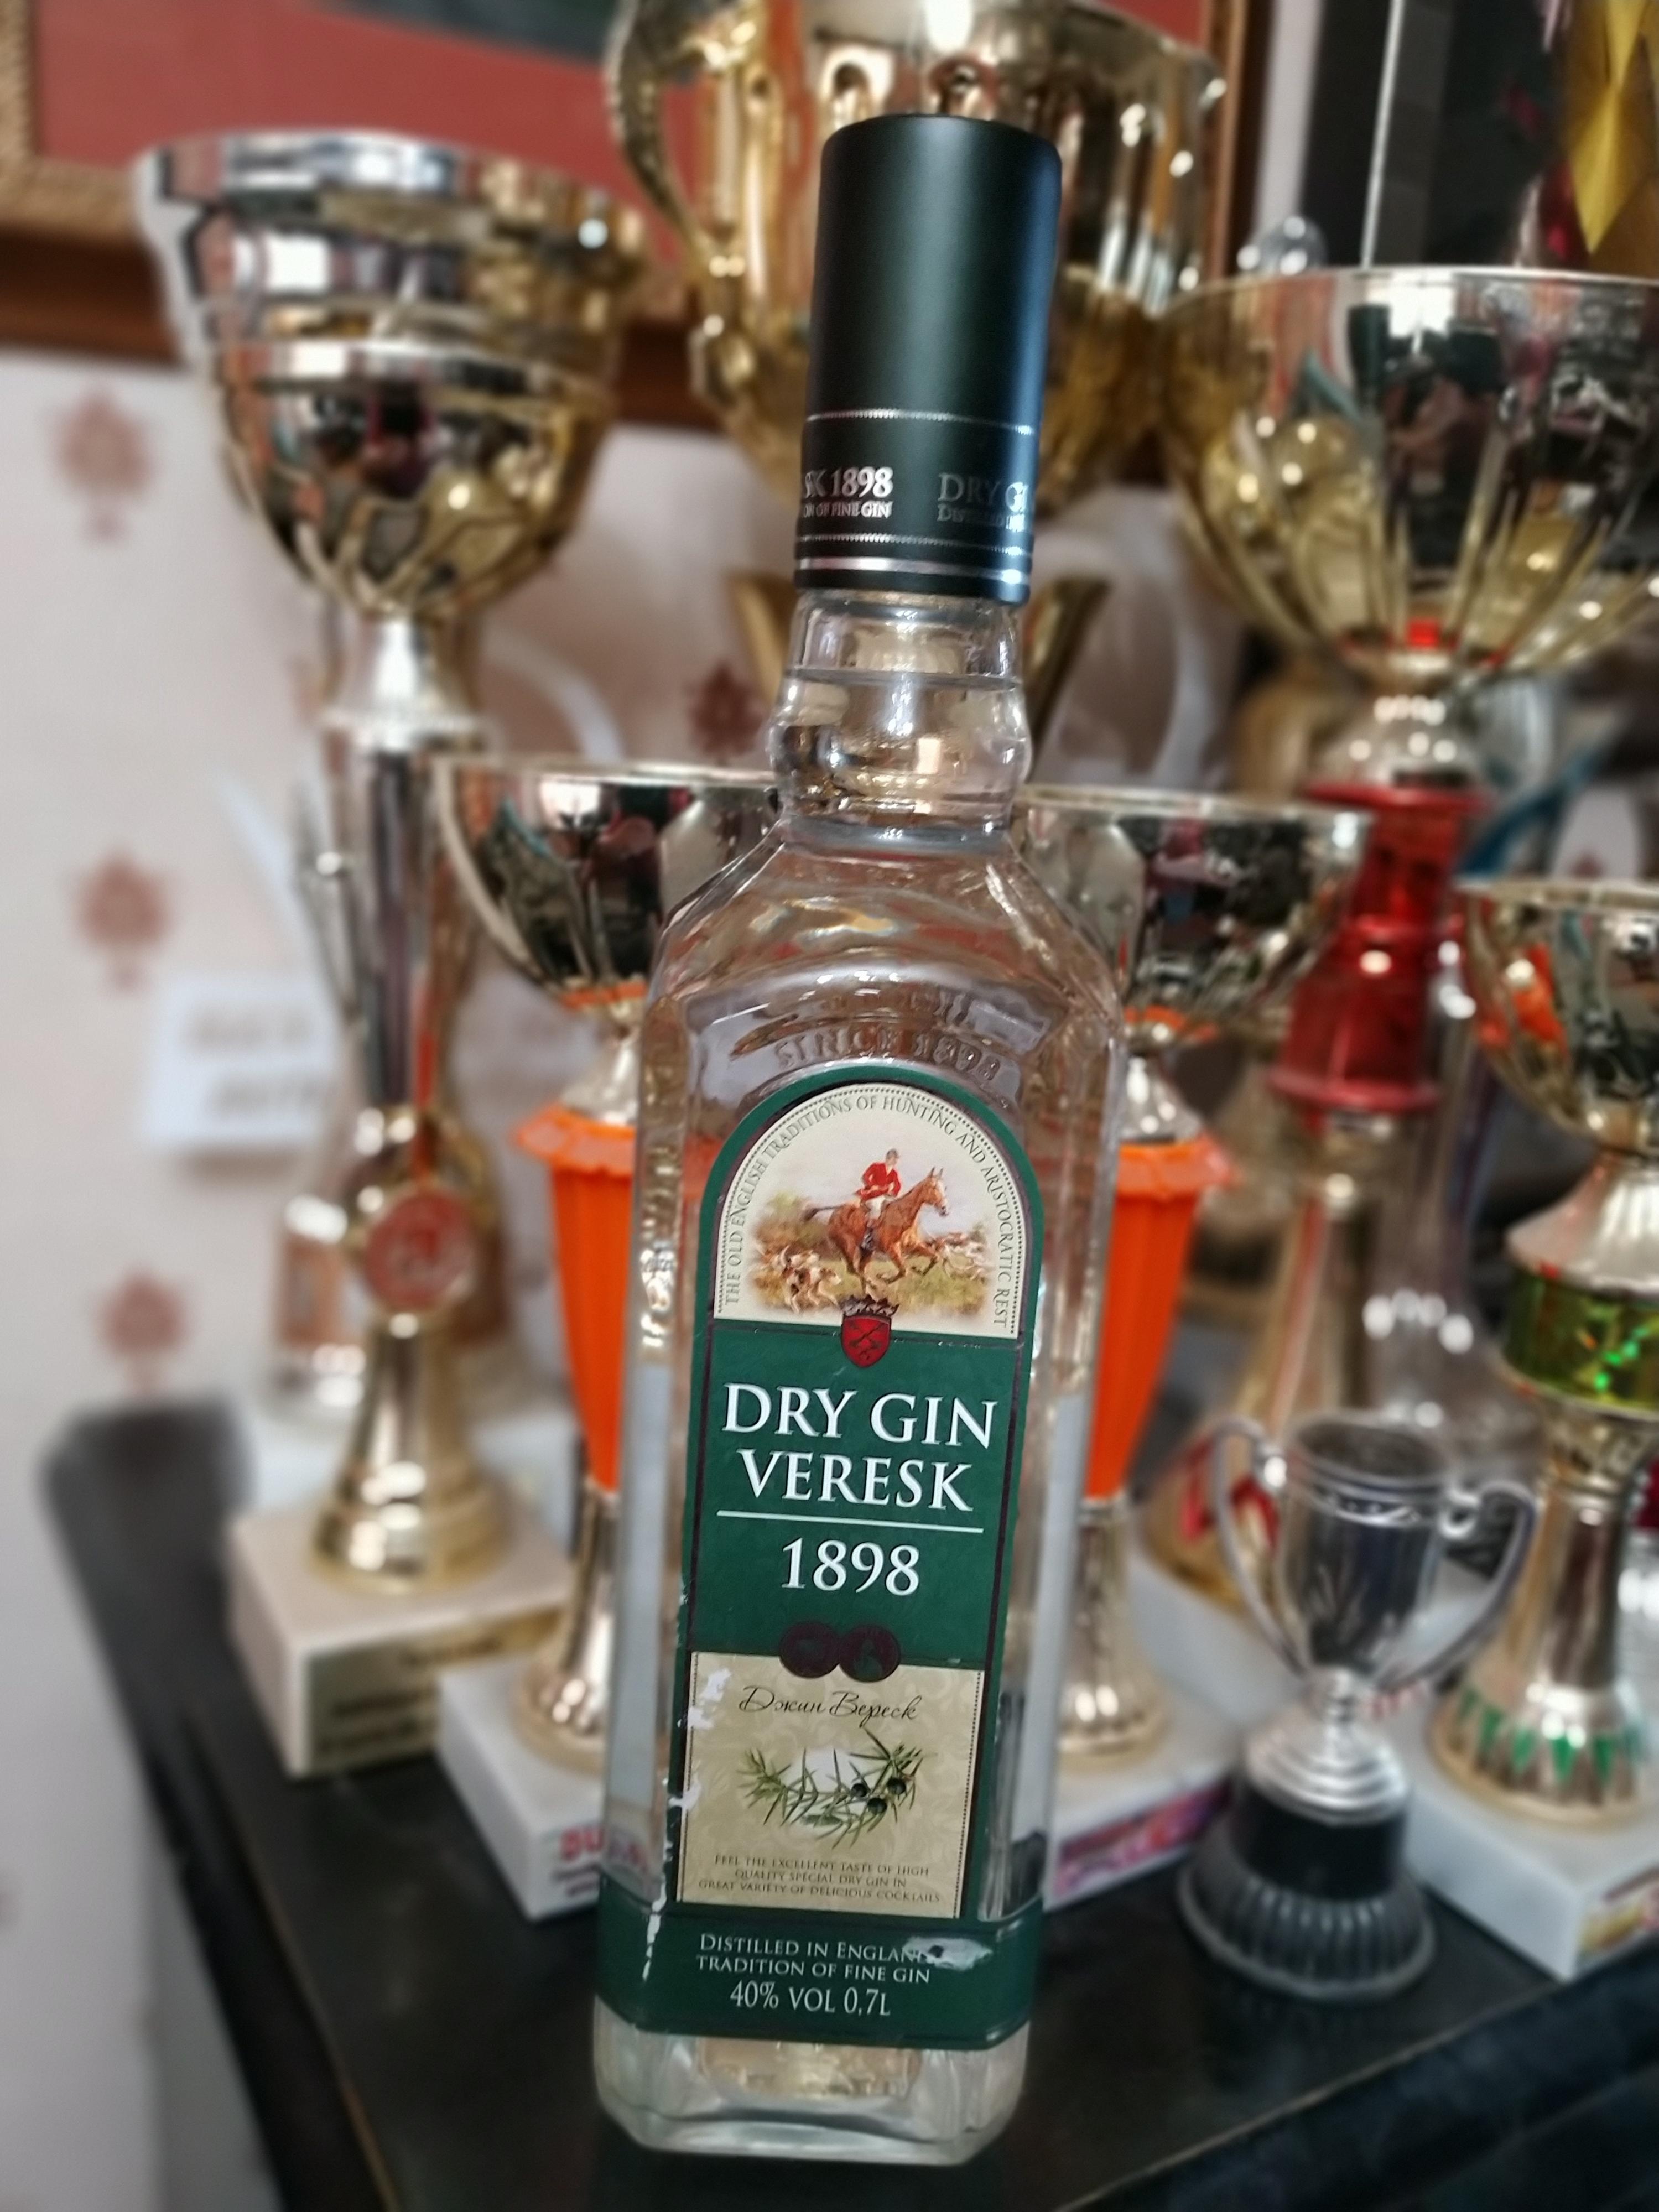 SK 1898
DRY GI
OF FINE GIN
SINCE 1898
THE OLD ENGLISH TRADITIONS OF HUNTING AND ARISTOCRATIC REST
DRY GIN
VERESK
1898
Джин Вереск
FEEL THE EXCELLENT TASTE OF HIGH
QUALITY SPECIAL DRY GIN IN
GREAT VARIETY OF DELICIOUS COCKTAILS
DISTILLED IN ENGLAND
TRADITION OF FINE GIN
40% VOL 0,7L